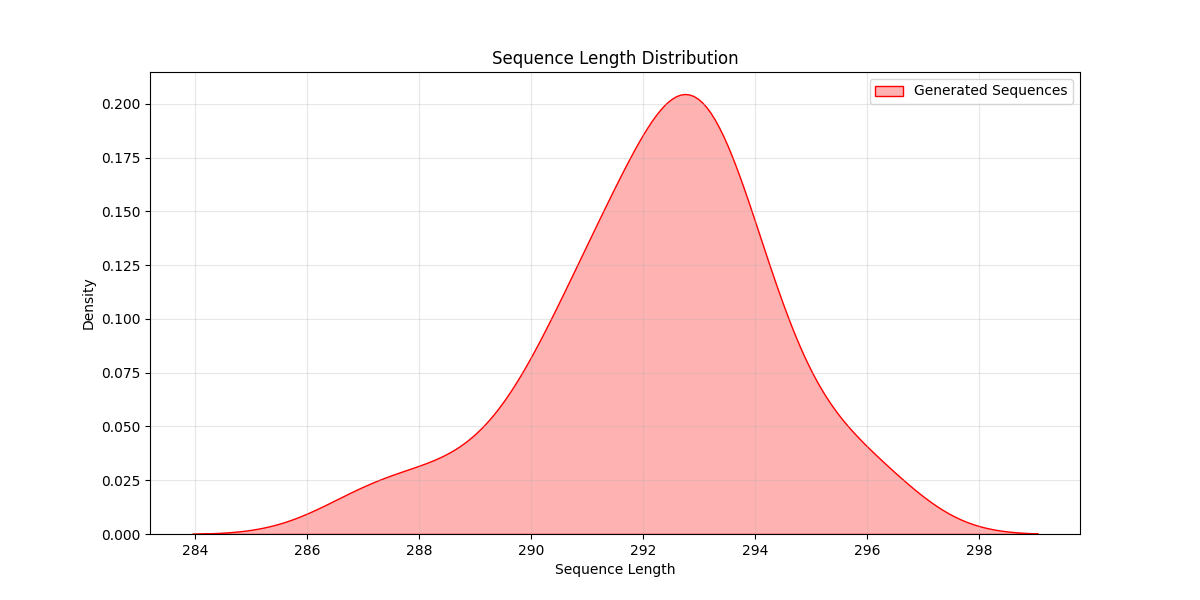 Sequence Length Distribution
Generated Sequences
0.200
0.175
0.150
0.125
0.100
0.075
0.050
0.025
0.000
Density
284 286 288 290 292 294 296 298
Sequence Length